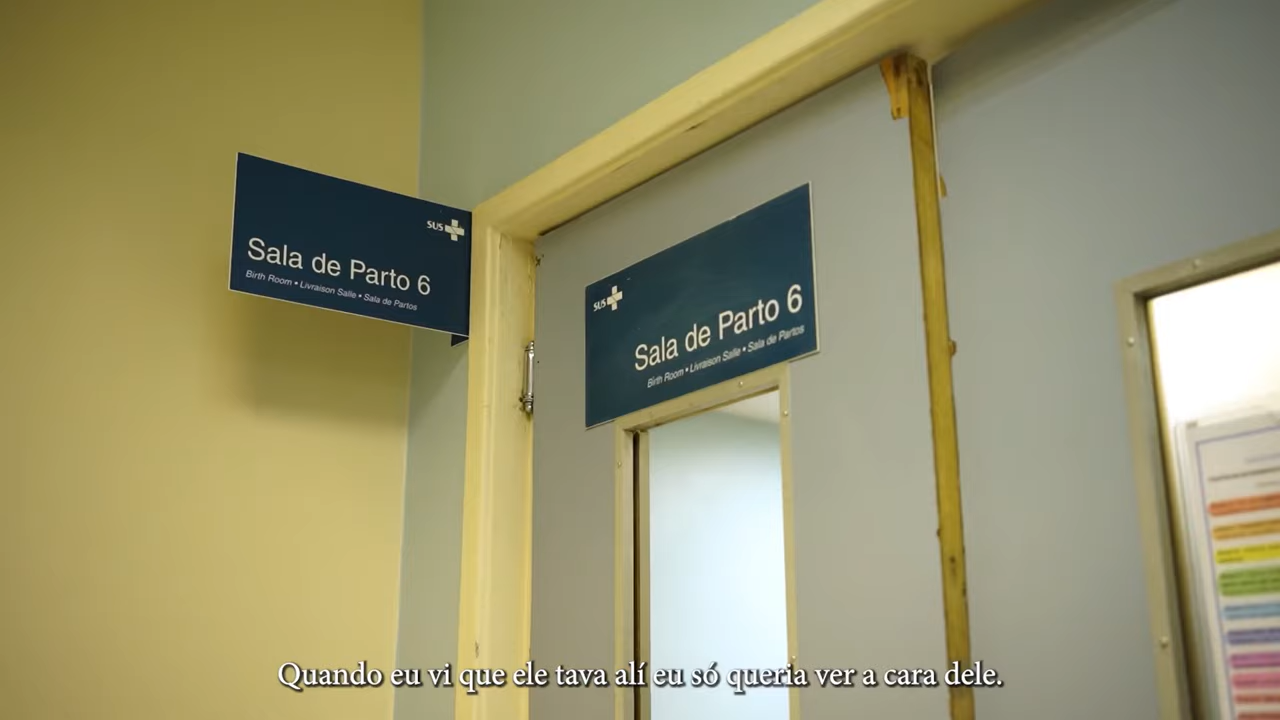 SUS
Sala de Parto 6
Birth Room • Livraison Salle • Sala de Partos
SUS
Sala de Parto 6
Birth Room • Livraison Salle • Sala de Partos
Quando eu vi que ele tava alí eu só queria ver a cara dele.